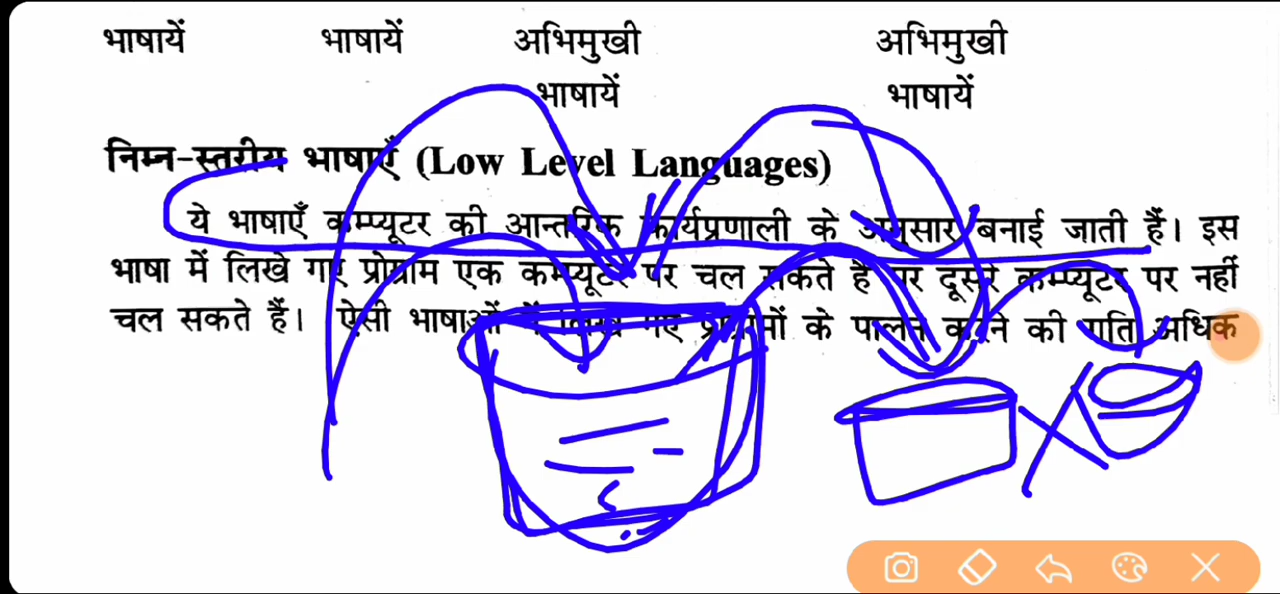 भाषायें भाषायें अभिमुखी अभिमुखी
भाषायें भाषायें
निम्न-स्तरीय भाषाएँ (Low Level Languages)
ये भाषाएँ कम्प्यूटर की आन्तरिक कार्यप्रणाली के अनुसार बनाई जाती हैं। इस
भाषा में लिखे गए प्रोग्राम एक कम्प्यूटर पर चल सकते हैं पर दूसरे कम्प्यूटर पर नहीं
चल सकते हैं। ऐसी भाषाओं में लिखे गए प्रोग्रामों के पालन करने की गति अधिक